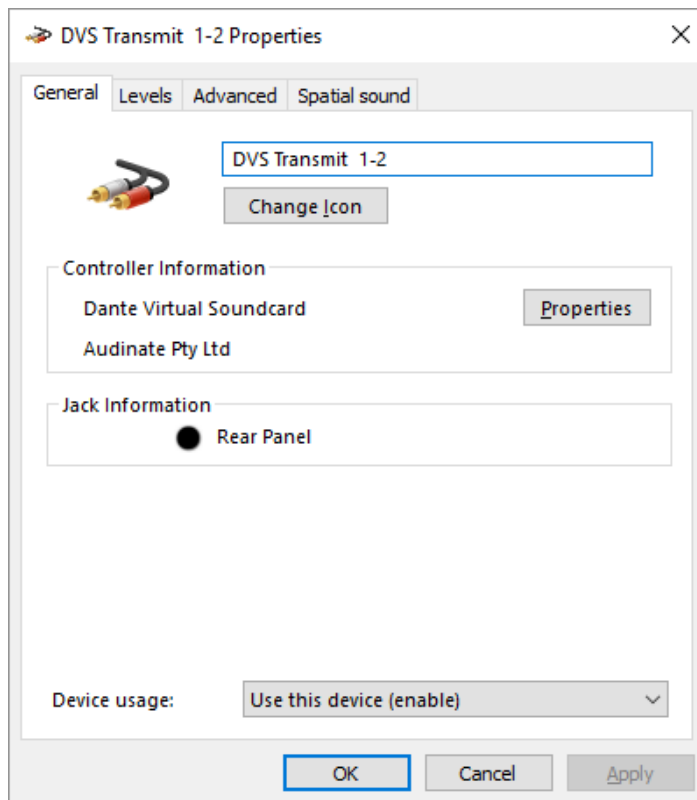 DVS Transmit  1-2 Properties
General Levels Advanced Spatial sound
DVS Transmit  1-2
Change Icon
Controller Information
Dante Virtual Soundcard Properties
Audinate Pty Ltd
Jack Information
Rear Panel
Device usage: Use this device (enable)
OK Cancel Apply